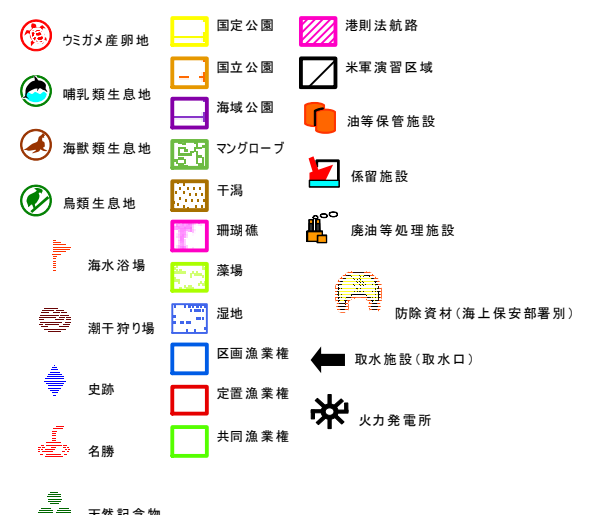 ウミガメ産卵地
哺乳類生息地
海獣類生息地
鳥類生息地
海水浴場
潮干狩り場
史跡
名勝
天然記念物
国定公園
国立公園
海域公園
マングローブ
干潟
珊瑚礁
藻場
湿地
区画漁業権
定置漁業権
共同漁業権
港則法航路
米軍演習区域
油等保管施設
係留施設
廃油等処理施設
防除資材(海上保安部署別)
取水施設(取水口)
火力発電所